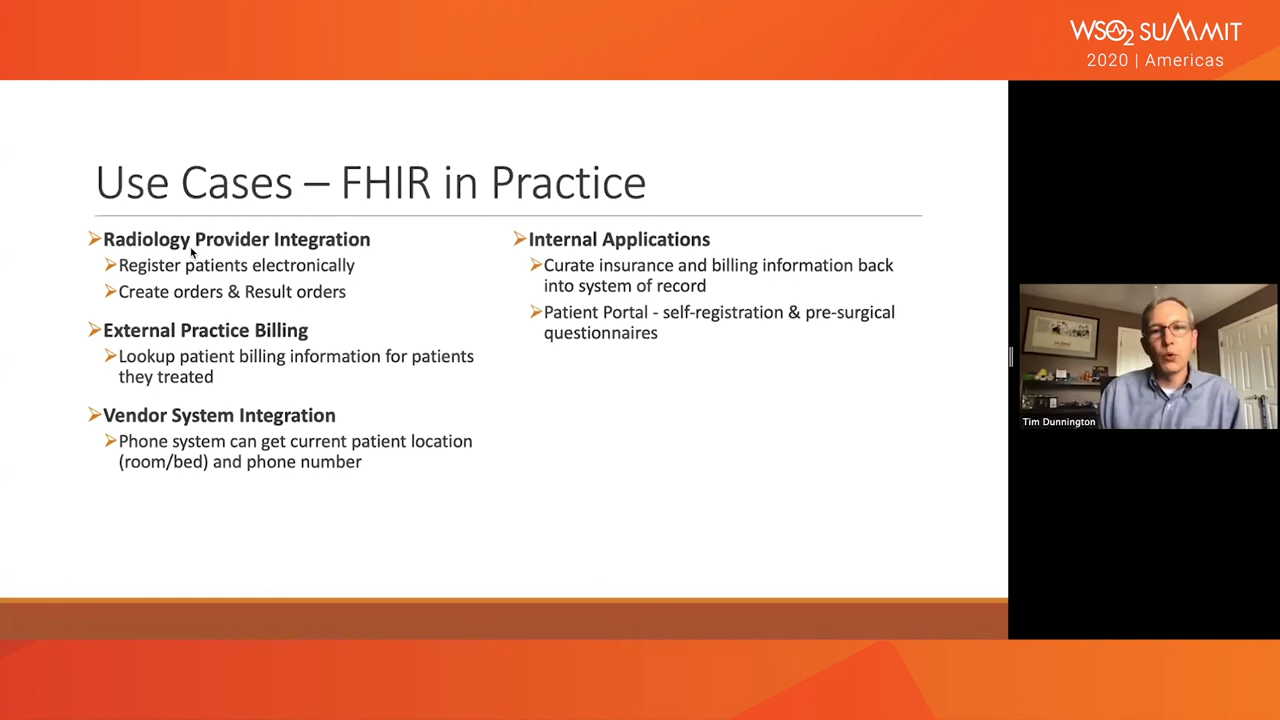 WSO2 SUMMIT
2020 | Americas
Use Cases – FHIR in Practice
Radiology Provider Integration
Register patients electronically
Create orders & Result orders
External Practice Billing
Lookup patient billing information for patients
they treated
Vendor System Integration
Phone system can get current patient location
(room/bed) and phone number
Internal Applications
Curate insurance and billing information back
into system of record
Patient Portal - self-registration & pre-surgical
questionnaires
Tim Dunnington